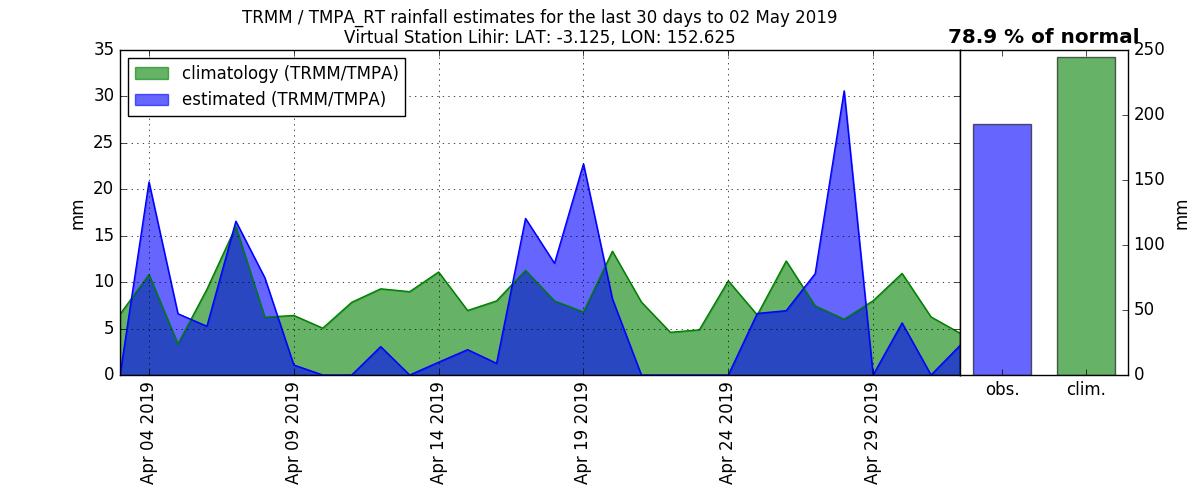 TRMM / TMPA_RT rainfall estimates for the last 30 days to 02 May 2019
Virtual Station Lihir: LAT: -3.125, LON: 152.625
78.9 % of normal
climatology (TRMM/TMPA)
estimated (TRMM/TMPA)
mm
35
30
25
20
15
10
5
0
Apr 04 2019
Apr 09 2019
Apr 14 2019
Apr 19 2019
Apr 24 2019
Apr 29 2019
obs.
clim.
250
200
150
100
50
0
mm